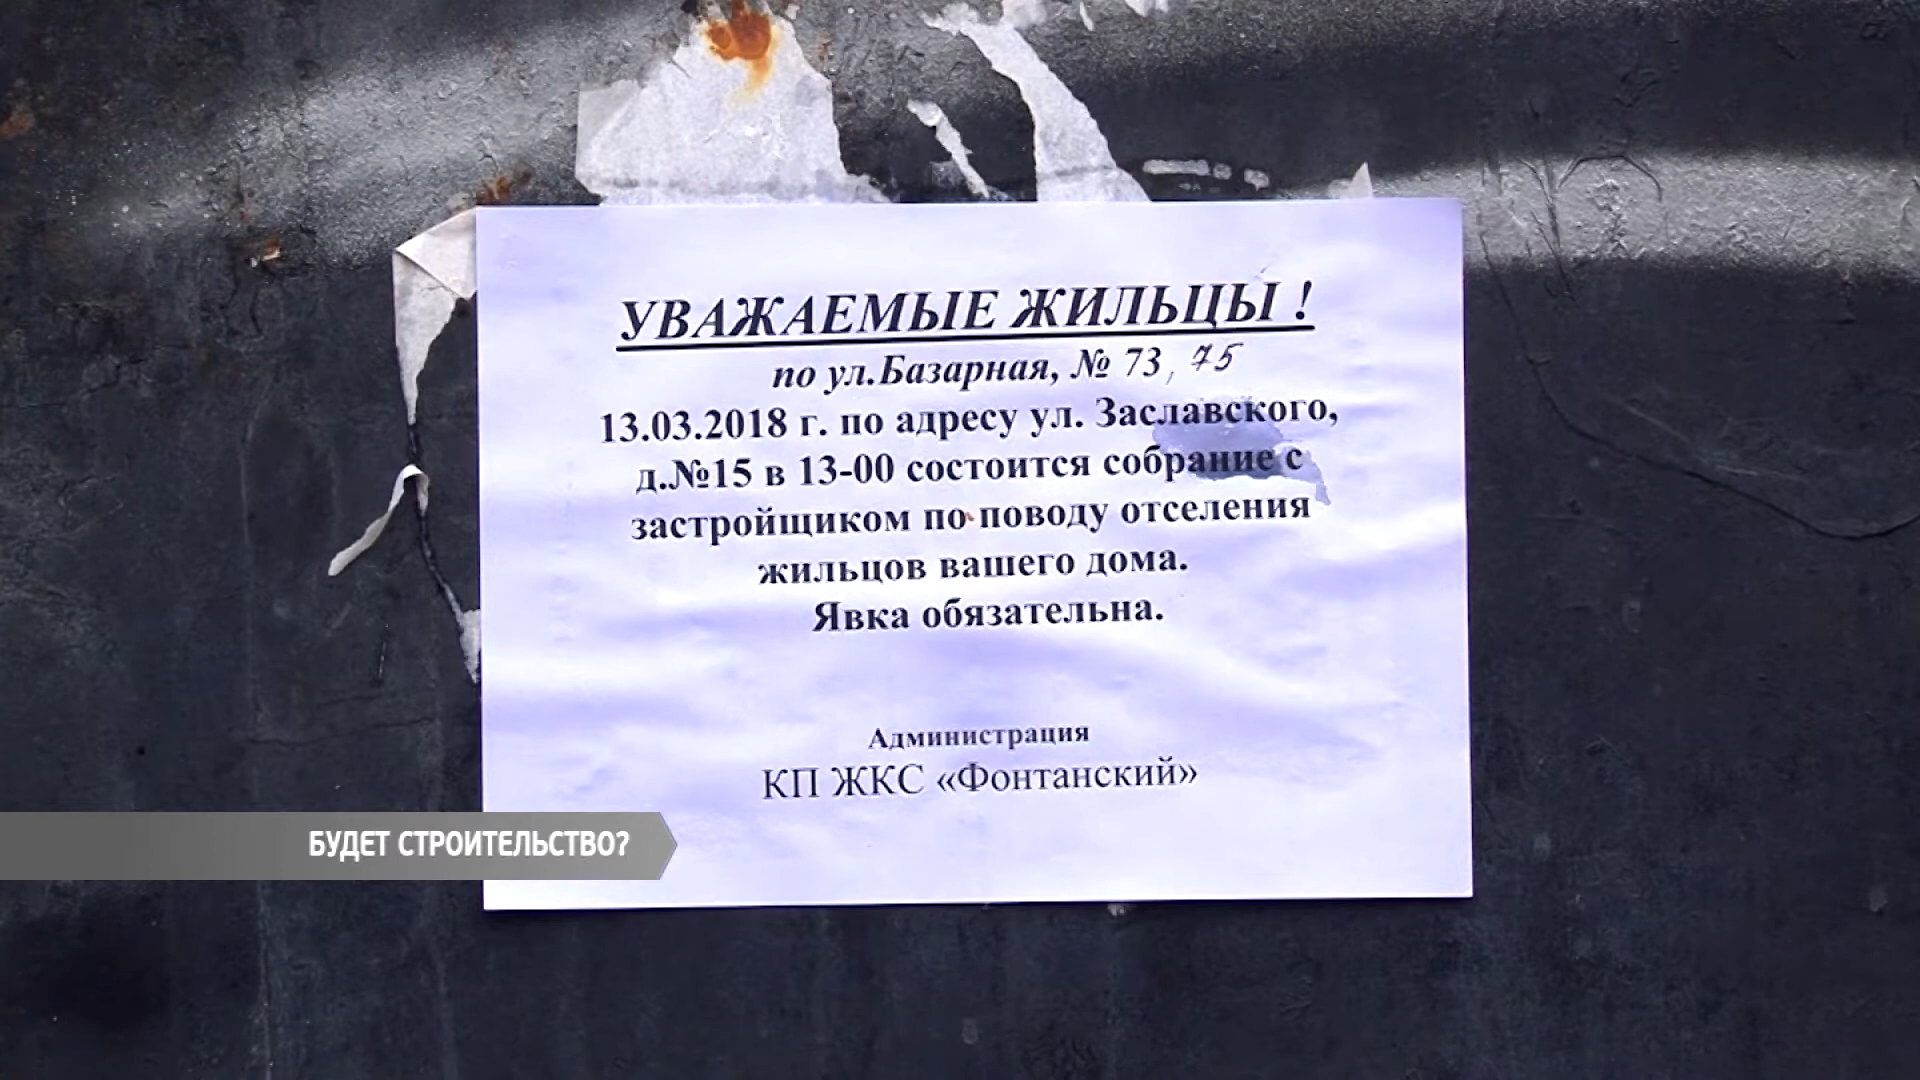 УВАЖАЕМЫЕ ЖИЛЬЦЫ !
по ул.Базарная, № 73, 75
13.03.2018 г. по адресу ул. Заславского,
д.№15 в 13-00 состоится собрание с
застройщиком по поводу отселения
жильцов вашего дома.
Явка обязательна.
Администрация
КП ЖКС «Фонтанский»
БУДЕТ СТРОИТЕЛЬСТВО?